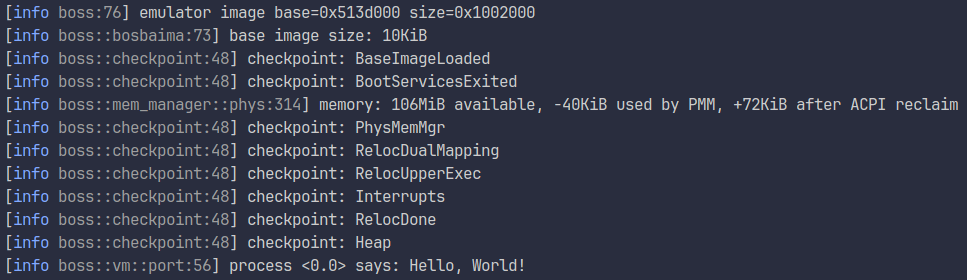 [info boss:76] emulator image base=0x513d000 size=0x1002000
[info boss::bosbaima:73] base image size: 10KiB
[info boss::checkpoint:48] checkpoint: BaseImageLoaded
[info boss::checkpoint:48] checkpoint: BootServicesExited
[info boss::mem_manager::phys:314] memory: 106MiB available, -40KiB used by PMM, +72KiB after ACPI reclaim
[info boss::checkpoint:48] checkpoint: PhysMemMgr
[info boss::checkpoint:48] checkpoint: RelocDualMapping
[info boss::checkpoint:48] checkpoint: RelocUpperExec
[info boss::checkpoint:48] checkpoint: Interrupts
[info boss::checkpoint:48] checkpoint: RelocDone
[info boss::checkpoint:48] checkpoint: Heap
[info boss::vm::port:56] process <0.0> says: Hello, World!